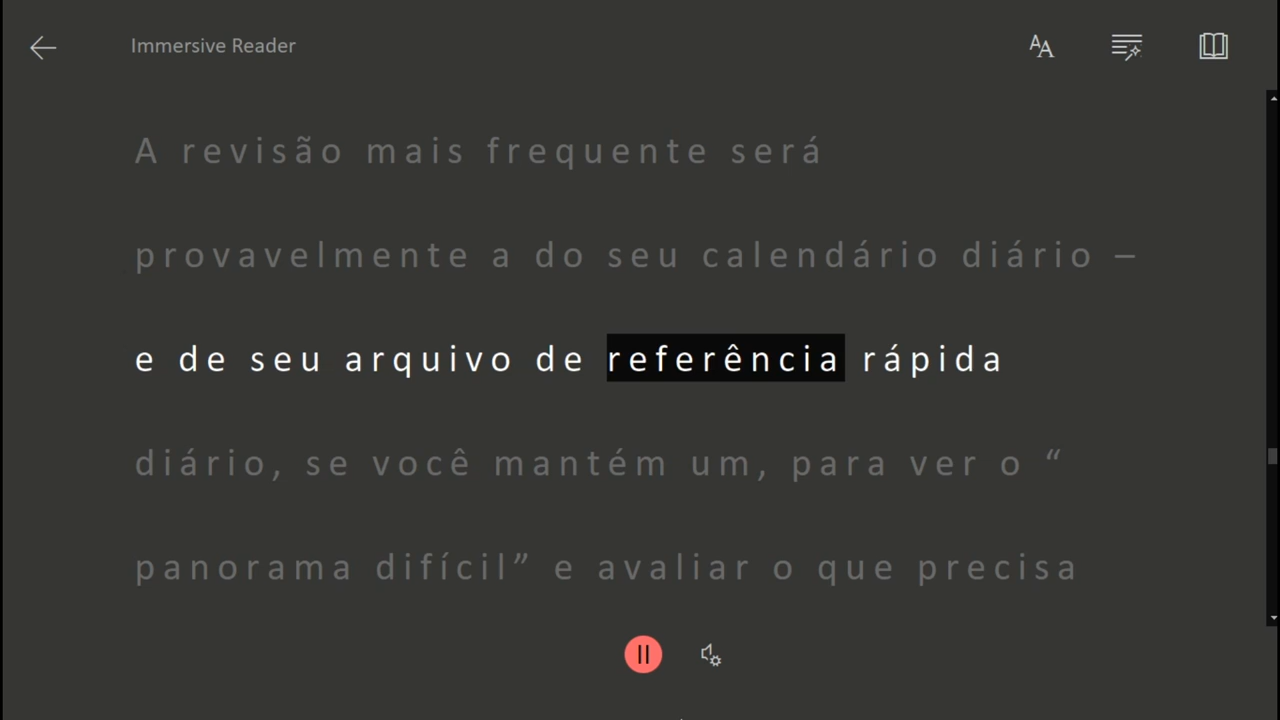 Immersive Reader
A revisão mais frequente será
provavelmente a do seu calendário diário –
e de seu arquivo de referência rápida
diário, se você mantém um, para ver o “
panorama difícil” e avaliar o que precisa